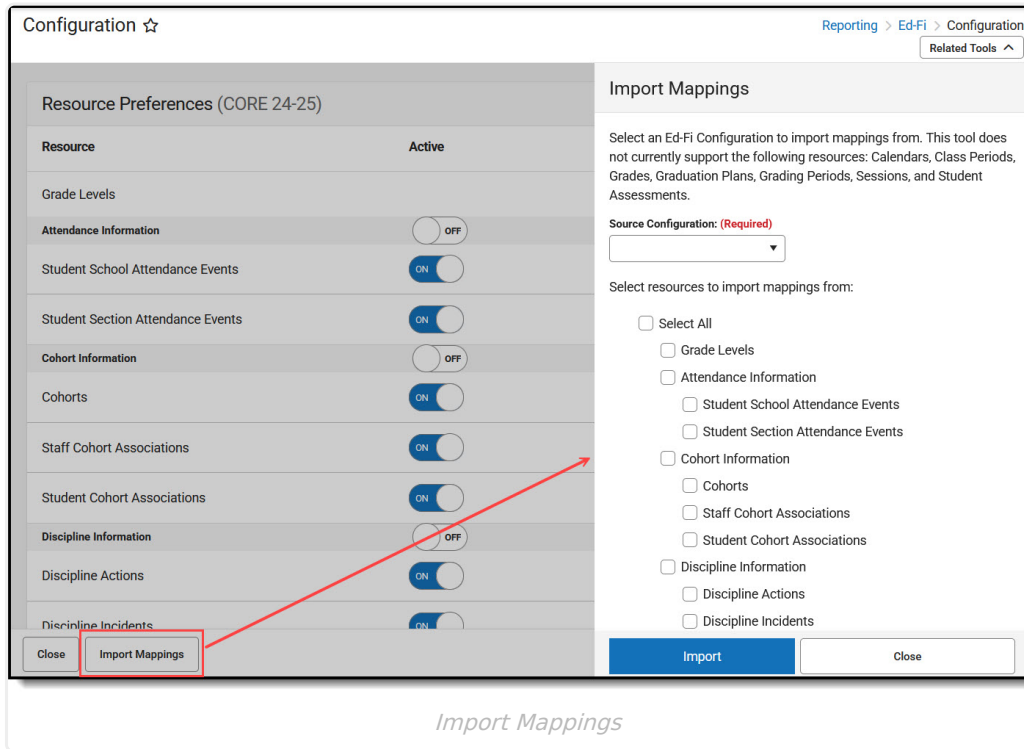 Configuration
Reporting > Ed-Fi > Configuration
Related Tools
Resource Preferences (CORE 24-25)
Resource Active
Grade Levels
Attendance Information OFF
Student School Attendance Events ON
Student Section Attendance Events ON
Cohort Information OFF
Cohorts ON
Staff Cohort Associations ON
Student Cohort Associations ON
Discipline Information OFF
Discipline Actions ON
Discipline Incidents ON
Close Import Mappings
Import Mappings
Select an Ed-Fi Configuration to import mappings from. This tool does
not currently support the following resources: Calendars, Class Periods,
Grades, Graduation Plans, Grading Periods, Sessions, and Student
Assessments.
Source Configuration: (Required)
Select resources to import mappings from:
Select All
Grade Levels
Attendance Information
Student School Attendance Events
Student Section Attendance Events
Cohort Information
Cohorts
Staff Cohort Associations
Student Cohort Associations
Discipline Information
Discipline Actions
Discipline Incidents
Import Close
Import Mappings